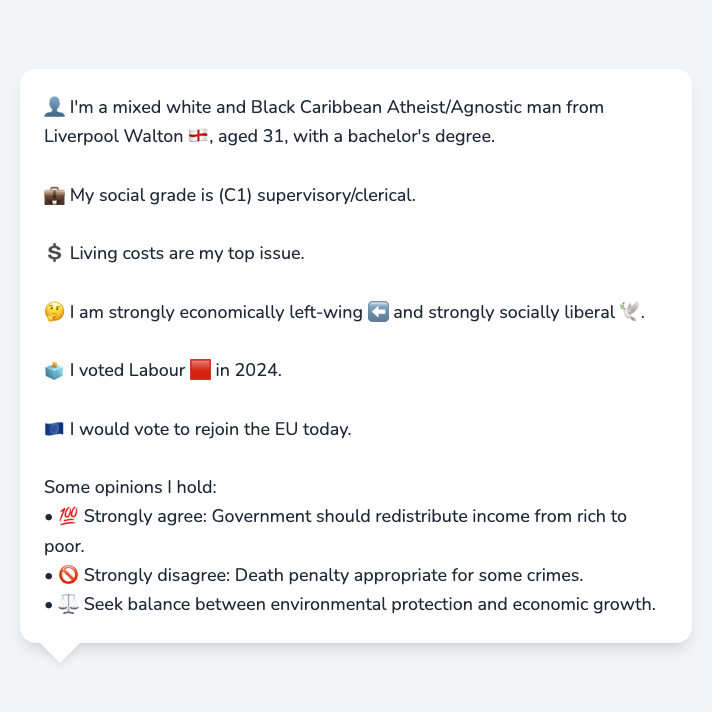 👤 I'm a mixed white and Black Caribbean Atheist/Agnostic man from
Liverpool Walton 🏴󠁧󠁢󠁥󠁮󠁧󠁿, aged 31, with a bachelor's degree.
💼 My social grade is (C1) supervisory/clerical.
💲 Living costs are my top issue.
🤔 I am strongly economically left-wing ⬅️ and strongly socially liberal 🕊️.
🗳️ I voted Labour 🟥 in 2024.
🇪🇺 I would vote to rejoin the EU today.
Some opinions I hold:
• 💯 Strongly agree: Government should redistribute income from rich to
poor.
• 🚫 Strongly disagree: Death penalty appropriate for some crimes.
• ⚖️ Seek balance between environmental protection and economic growth.